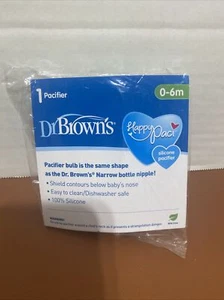 1 Pacifier
0-6m
Dr Brown's®
HappyPaci™
silicone
pacifier
Pacifier bulb is the same shape
as the Dr. Brown's® Narrow bottle nipple!
• Shield contours below baby's nose
• Easy to clean/Dishwasher safe
• 100% Silicone